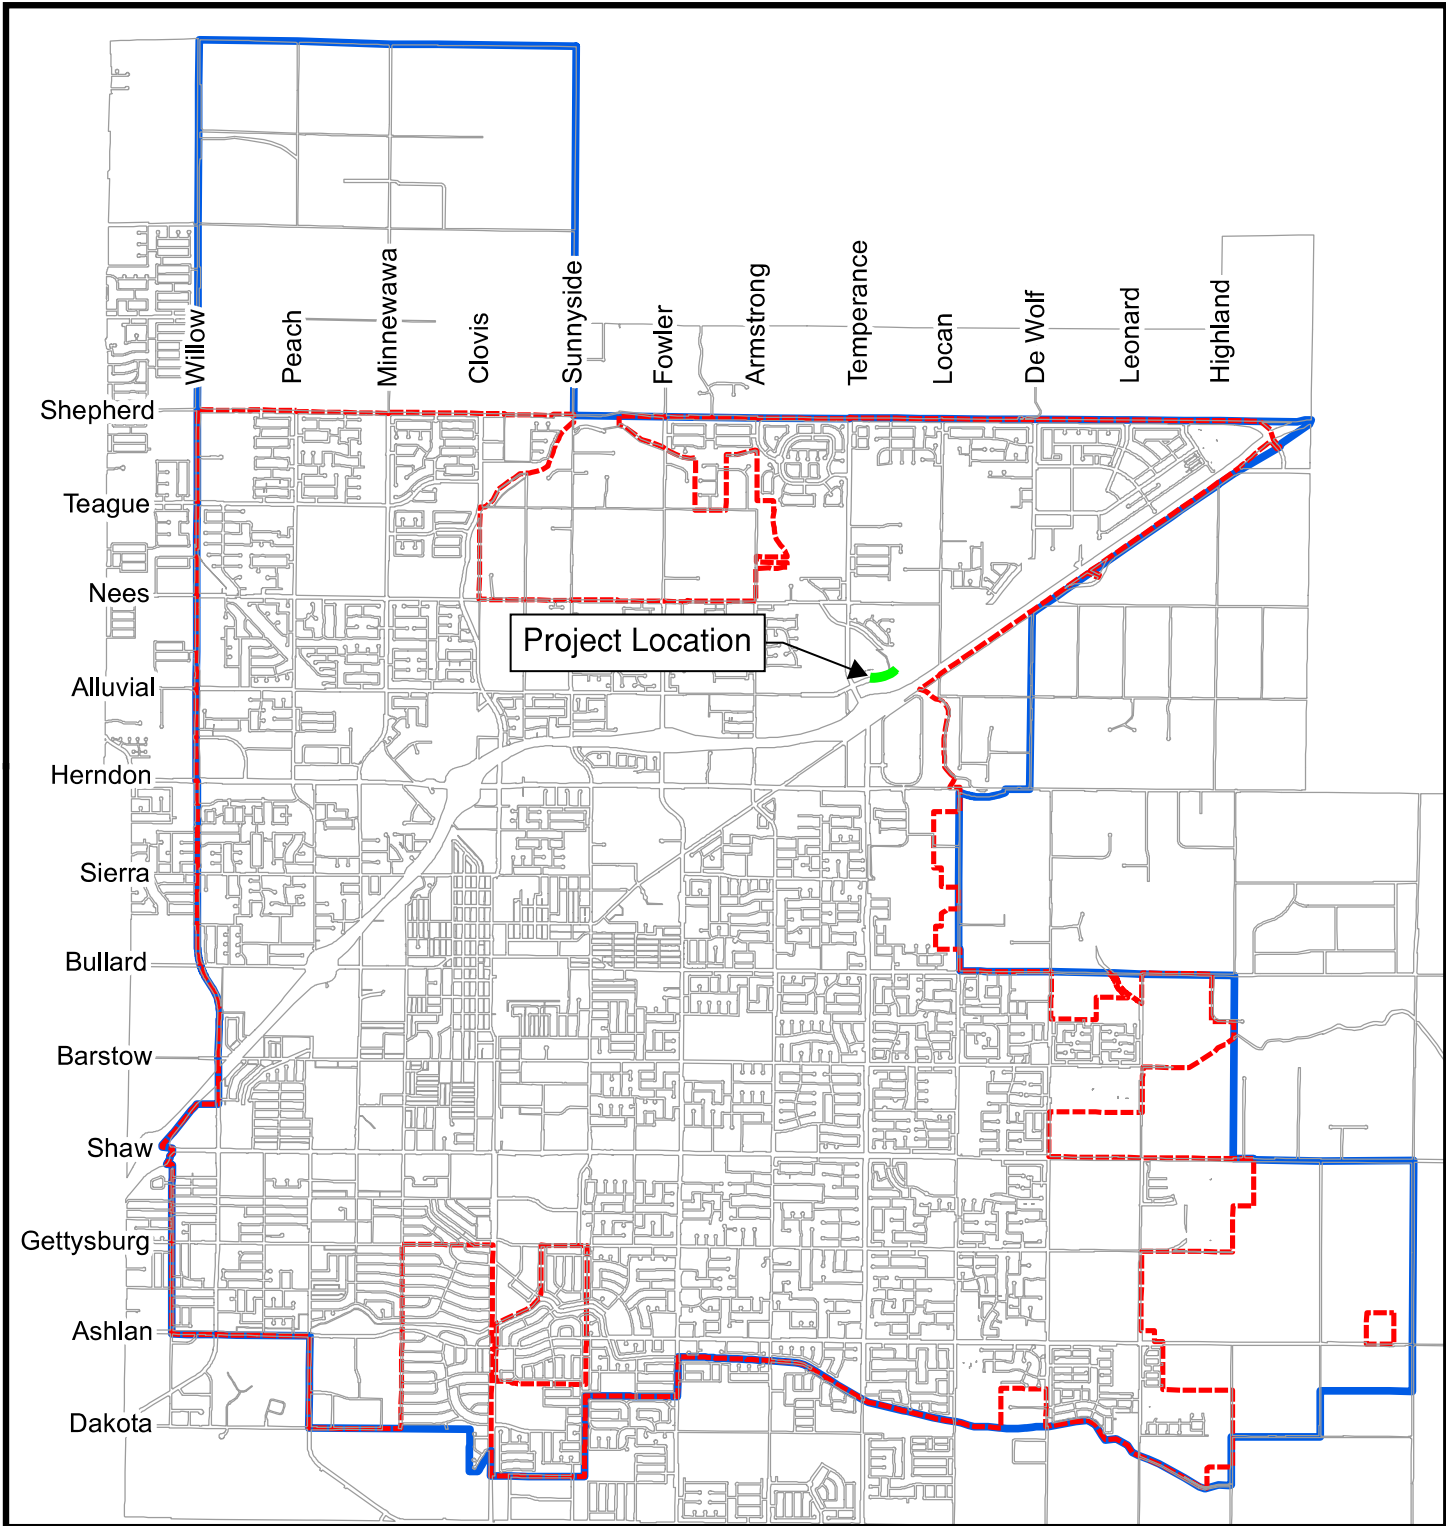 Willow
Peach
Minnewawa
Clovis
Sunnyside
Fowler
Armstrong
Temperance
Locan
De Wolf
Leonard
Highland
Shepherd
Teague
Nees
Project Location
Alluvial
Herndon
Sierra
Bullard
Barstow
Shaw
Gettysburg
Ashlan
Dakota